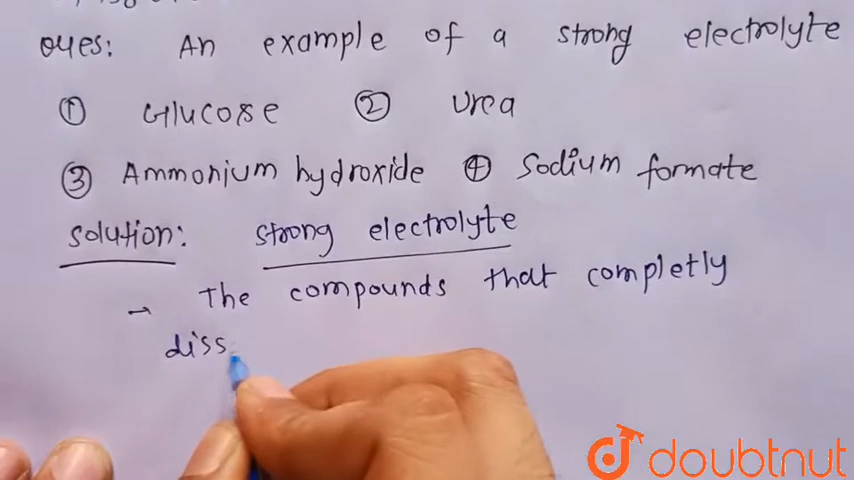 Ques: An example of a strong electrolyte
① Glucose ② Urea
③ Ammonium hydroxide ④ Sodium formate
Solution: Strong electrolyte
→ The compounds that completly
diss
doubtnut